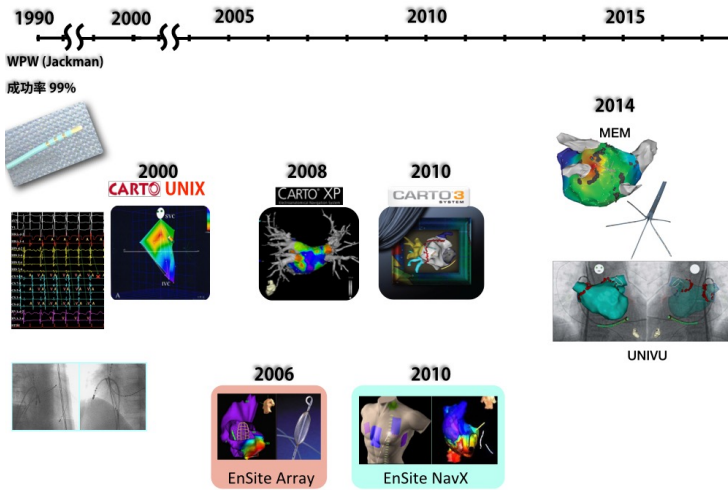 1990
2000
2005
2010
2015
WPW (Jackman)
成功率 99%
2000
CARTO UNIX
2008
CARTO XP
2010
CARTO 3
SYSTEM
2014
MEM
SVC
IVC
A
UNIVU
2006
EnSite Array
2010
EnSite NavX